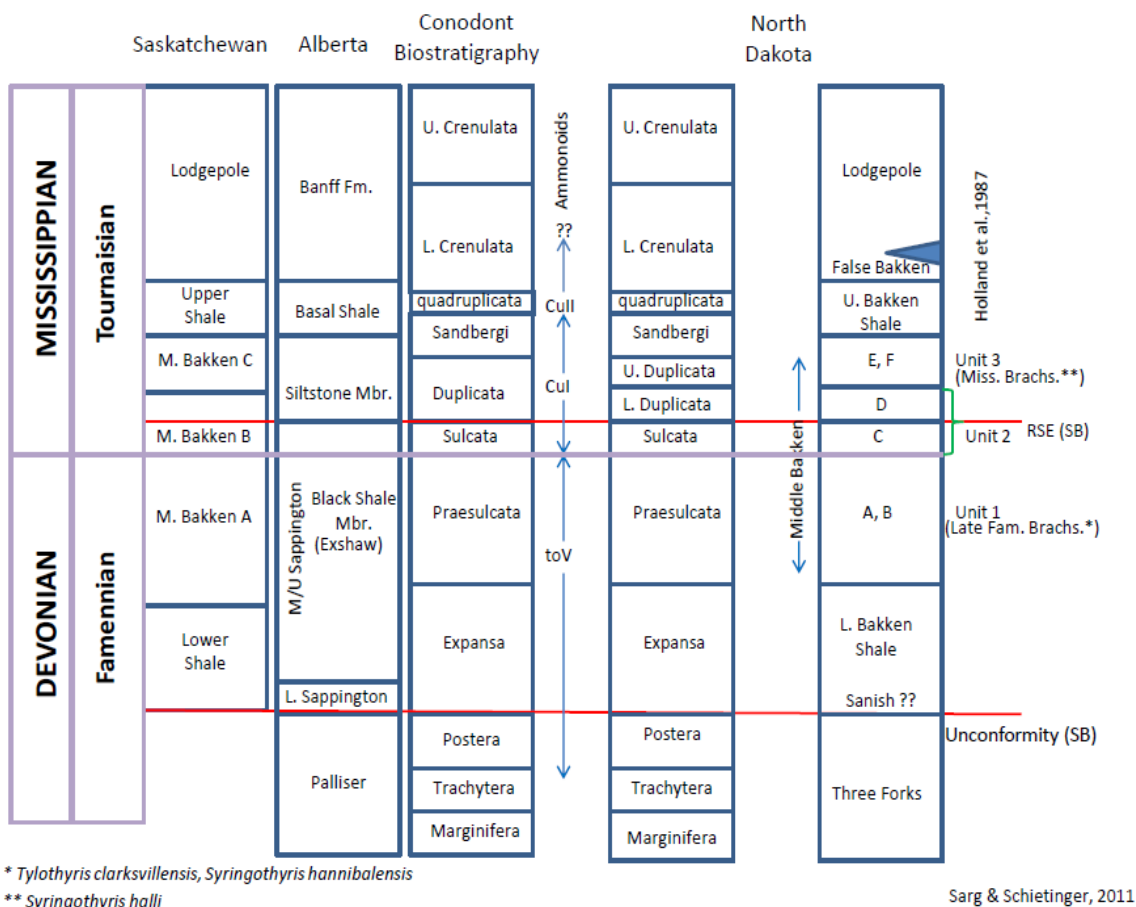 Saskatchewan
Alberta
Conodont
Biostratigraphy
North
Dakota
MISSISSIPPIAN
DEVONIAN
Tournaisian
Famennian
Lodgepole
Upper
Shale
M. Bakken C
M. Bakken B
M. Bakken A
Lower
Shale
Banff Fm.
Basal Shale
Siltstone Mbr.
M/U Sappington
Black Shale
Mbr.
(Exshaw)
L. Sappington
Palliser
U. Crenulata
L. Crenulata
quadruplicata
Sandbergi
Duplicata
Sulcata
Praesulcata
Expansa
Postera
Trachytera
Marginifera
Ammonoids
??
CuII
CuI
toV
U. Crenulata
L. Crenulata
quadruplicata
Sandbergi
U. Duplicata
L. Duplicata
Sulcata
Praesulcata
Expansa
Postera
Trachytera
Marginifera
Middle Bakken
Lodgepole
False Bakken
U. Bakken
Shale
E, F
D
C
A, B
L. Bakken
Shale
Sanish ??
Three Forks
Holland et al.,1987
Unit 3
(Miss. Brachs.**)
Unit 2
RSE (SB)
Unit 1
(Late Fam. Brachs.*)
Unconformity (SB)
* Tylothyris clarksvillensis, Syringothyris hannibalensis
** Syringothyris halli
Sarg & Schietinger, 2011